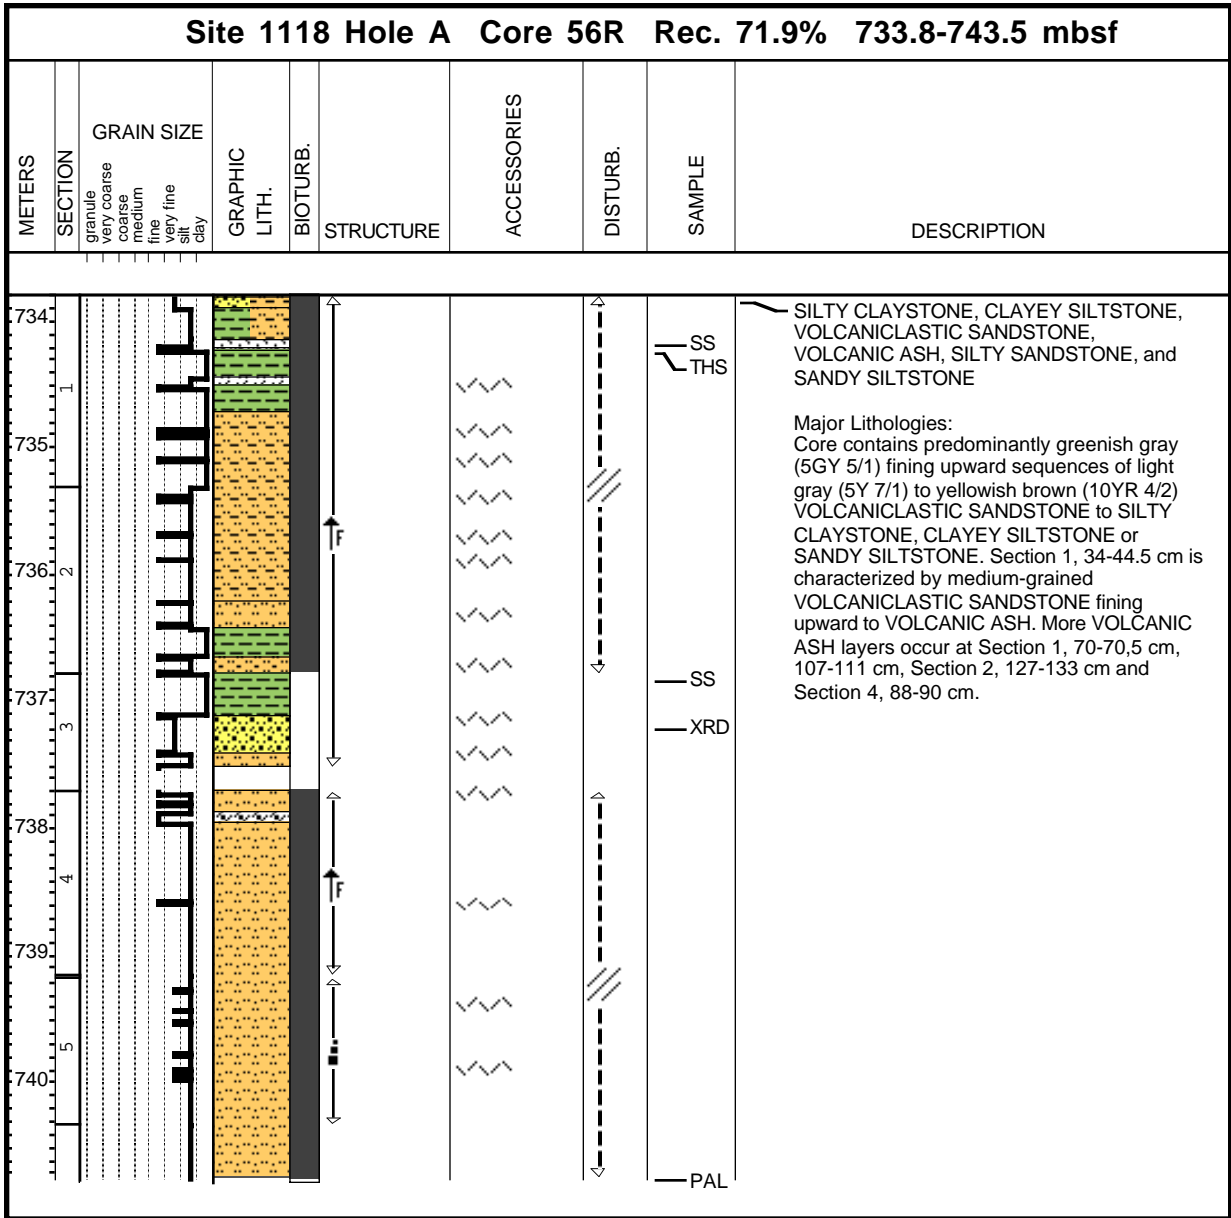 Site 1118 Hole A Core 56R Rec. 71.9% 733.8-743.5 mbsf
METERS
SECTION
GRAIN SIZE
granule
very coarse
coarse
medium
fine
very fine
silt
clay
GRAPHIC
LITH.
BIOTURB.
STRUCTURE
ACCESSORIES
DISTURB.
SAMPLE
DESCRIPTION
734
735
736
737
738
739
740
1
2
3
4
5
F
F
SS
THS
SS
XRD
PAL
SILTY CLAYSTONE, CLAYEY SILTSTONE,
VOLCANICLASTIC SANDSTONE,
VOLCANIC ASH, SILTY SANDSTONE, and
SANDY SILTSTONE
Major Lithologies:
Core contains predominantly greenish gray
(5GY 5/1) fining upward sequences of light
gray (5Y 7/1) to yellowish brown (10YR 4/2)
VOLCANICLASTIC SANDSTONE to SILTY
CLAYSTONE, CLAYEY SILTSTONE or
SANDY SILTSTONE. Section 1, 34-44.5 cm is
characterized by medium-grained
VOLCANICLASTIC SANDSTONE fining
upward to VOLCANIC ASH. More VOLCANIC
ASH layers occur at Section 1, 70-70,5 cm,
107-111 cm, Section 2, 127-133 cm and
Section 4, 88-90 cm.